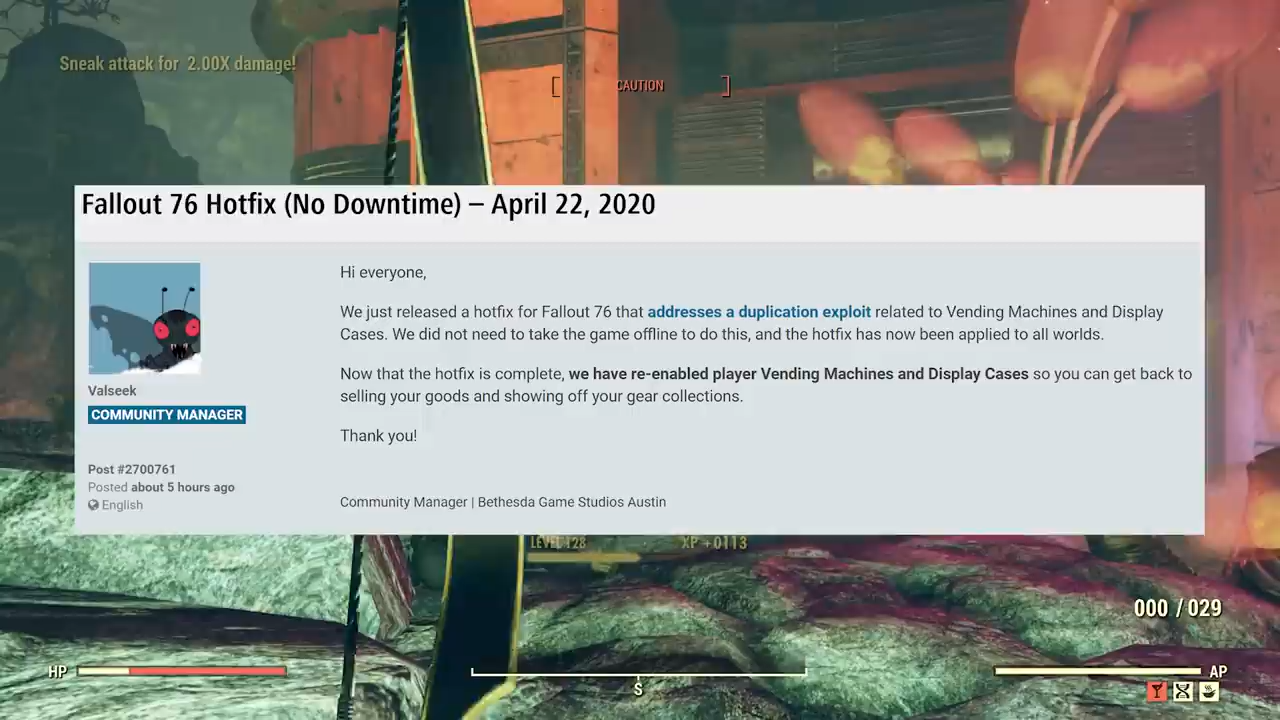 Sneak attack for 2.00X damage!
[ CAUTION ]
Fallout 76 Hotfix (No Downtime) – April 22, 2020
Hi everyone,
We just released a hotfix for Fallout 76 that addresses a duplication exploit related to Vending Machines and Display
Cases. We did not need to take the game offline to do this, and the hotfix has now been applied to all worlds.
Now that the hotfix is complete, we have re-enabled player Vending Machines and Display Cases so you can get back to
selling your goods and showing off your gear collections.
Thank you!
Community Manager | Bethesda Game Studios Austin
Valseek
COMMUNITY MANAGER
Post #2700761
Posted about 5 hours ago
English
LEVEL 128 XP +0113
000 / 029
HP
S
AP